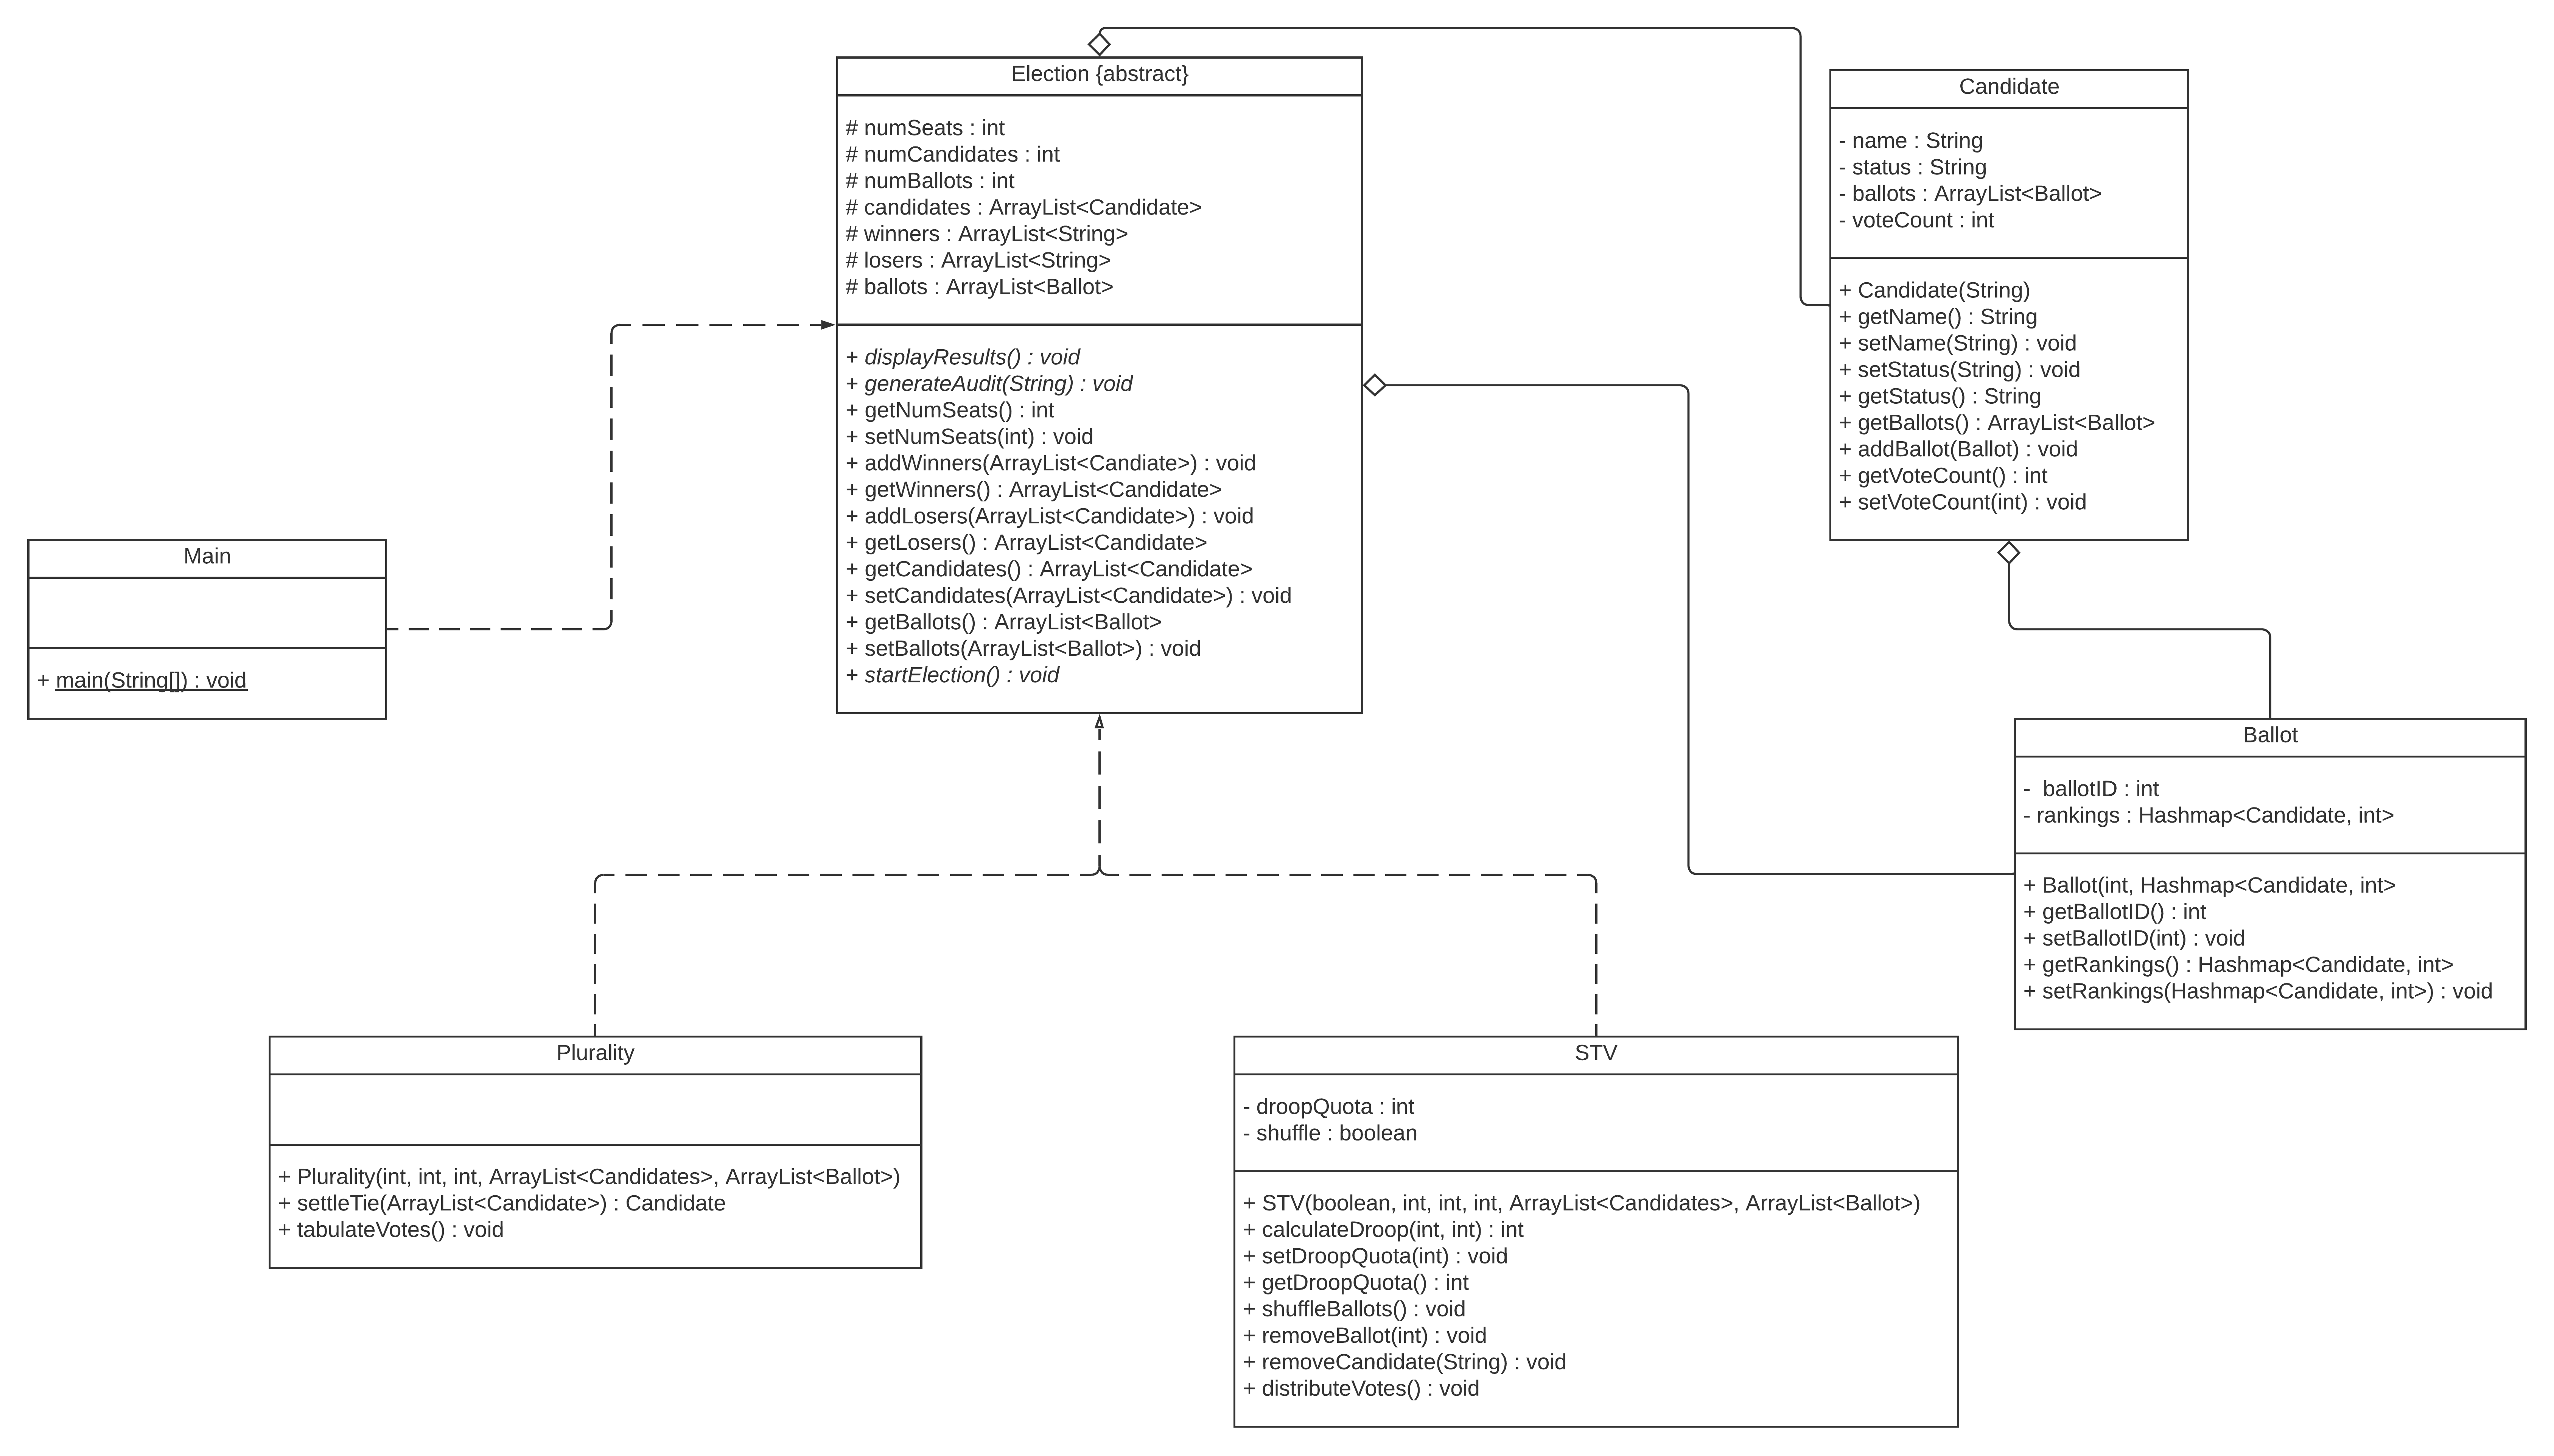 Election {abstract}
# numSeats : int
# numCandidates : int
# numBallots : int
# candidates : ArrayList<Candidate>
# winners : ArrayList<String>
# losers : ArrayList<String>
# ballots : ArrayList<Ballot>
+ displayResults() : void
+ generateAudit(String) : void
+ getNumSeats() : int
+ setNumSeats(int) : void
+ addWinners(ArrayList<Candiate>) : void
+ getWinners() : ArrayList<Candidate>
+ addLosers(ArrayList<Candidate>) : void
+ getLosers() : ArrayList<Candidate>
+ getCandidates() : ArrayList<Candidate>
+ setCandidates(ArrayList<Candidate>) : void
+ getBallots() : ArrayList<Ballot>
+ setBallots(ArrayList<Ballot>) : void
+ startElection() : void
Candidate
- name : String
- status : String
- ballots : ArrayList<Ballot>
- voteCount : int
+ Candidate(String)
+ getName() : String
+ setName(String) : void
+ setStatus(String) : void
+ getStatus() : String
+ getBallots() : ArrayList<Ballot>
+ addBallot(Ballot) : void
+ getVoteCount() : int
+ setVoteCount(int) : void
Main
+ main(String[]) : void
Ballot
- ballotID : int
- rankings : Hashmap<Candidate, int>
+ Ballot(int, Hashmap<Candidate, int>
+ getBallotID() : int
+ setBallotID(int) : void
+ getRankings() : Hashmap<Candidate, int>
+ setRankings(Hashmap<Candidate, int>) : void
Plurality
+ Plurality(int, int, int, ArrayList<Candidates>, ArrayList<Ballot>)
+ settleTie(ArrayList<Candidate>) : Candidate
+ tabulateVotes() : void
STV
- droopQuota : int
- shuffle : boolean
+ STV(boolean, int, int, int, ArrayList<Candidates>, ArrayList<Ballot>)
+ calculateDroop(int, int) : int
+ setDroopQuota(int) : void
+ getDroopQuota() : int
+ shuffleBallots() : void
+ removeBallot(int) : void
+ removeCandidate(String) : void
+ distributeVotes() : void